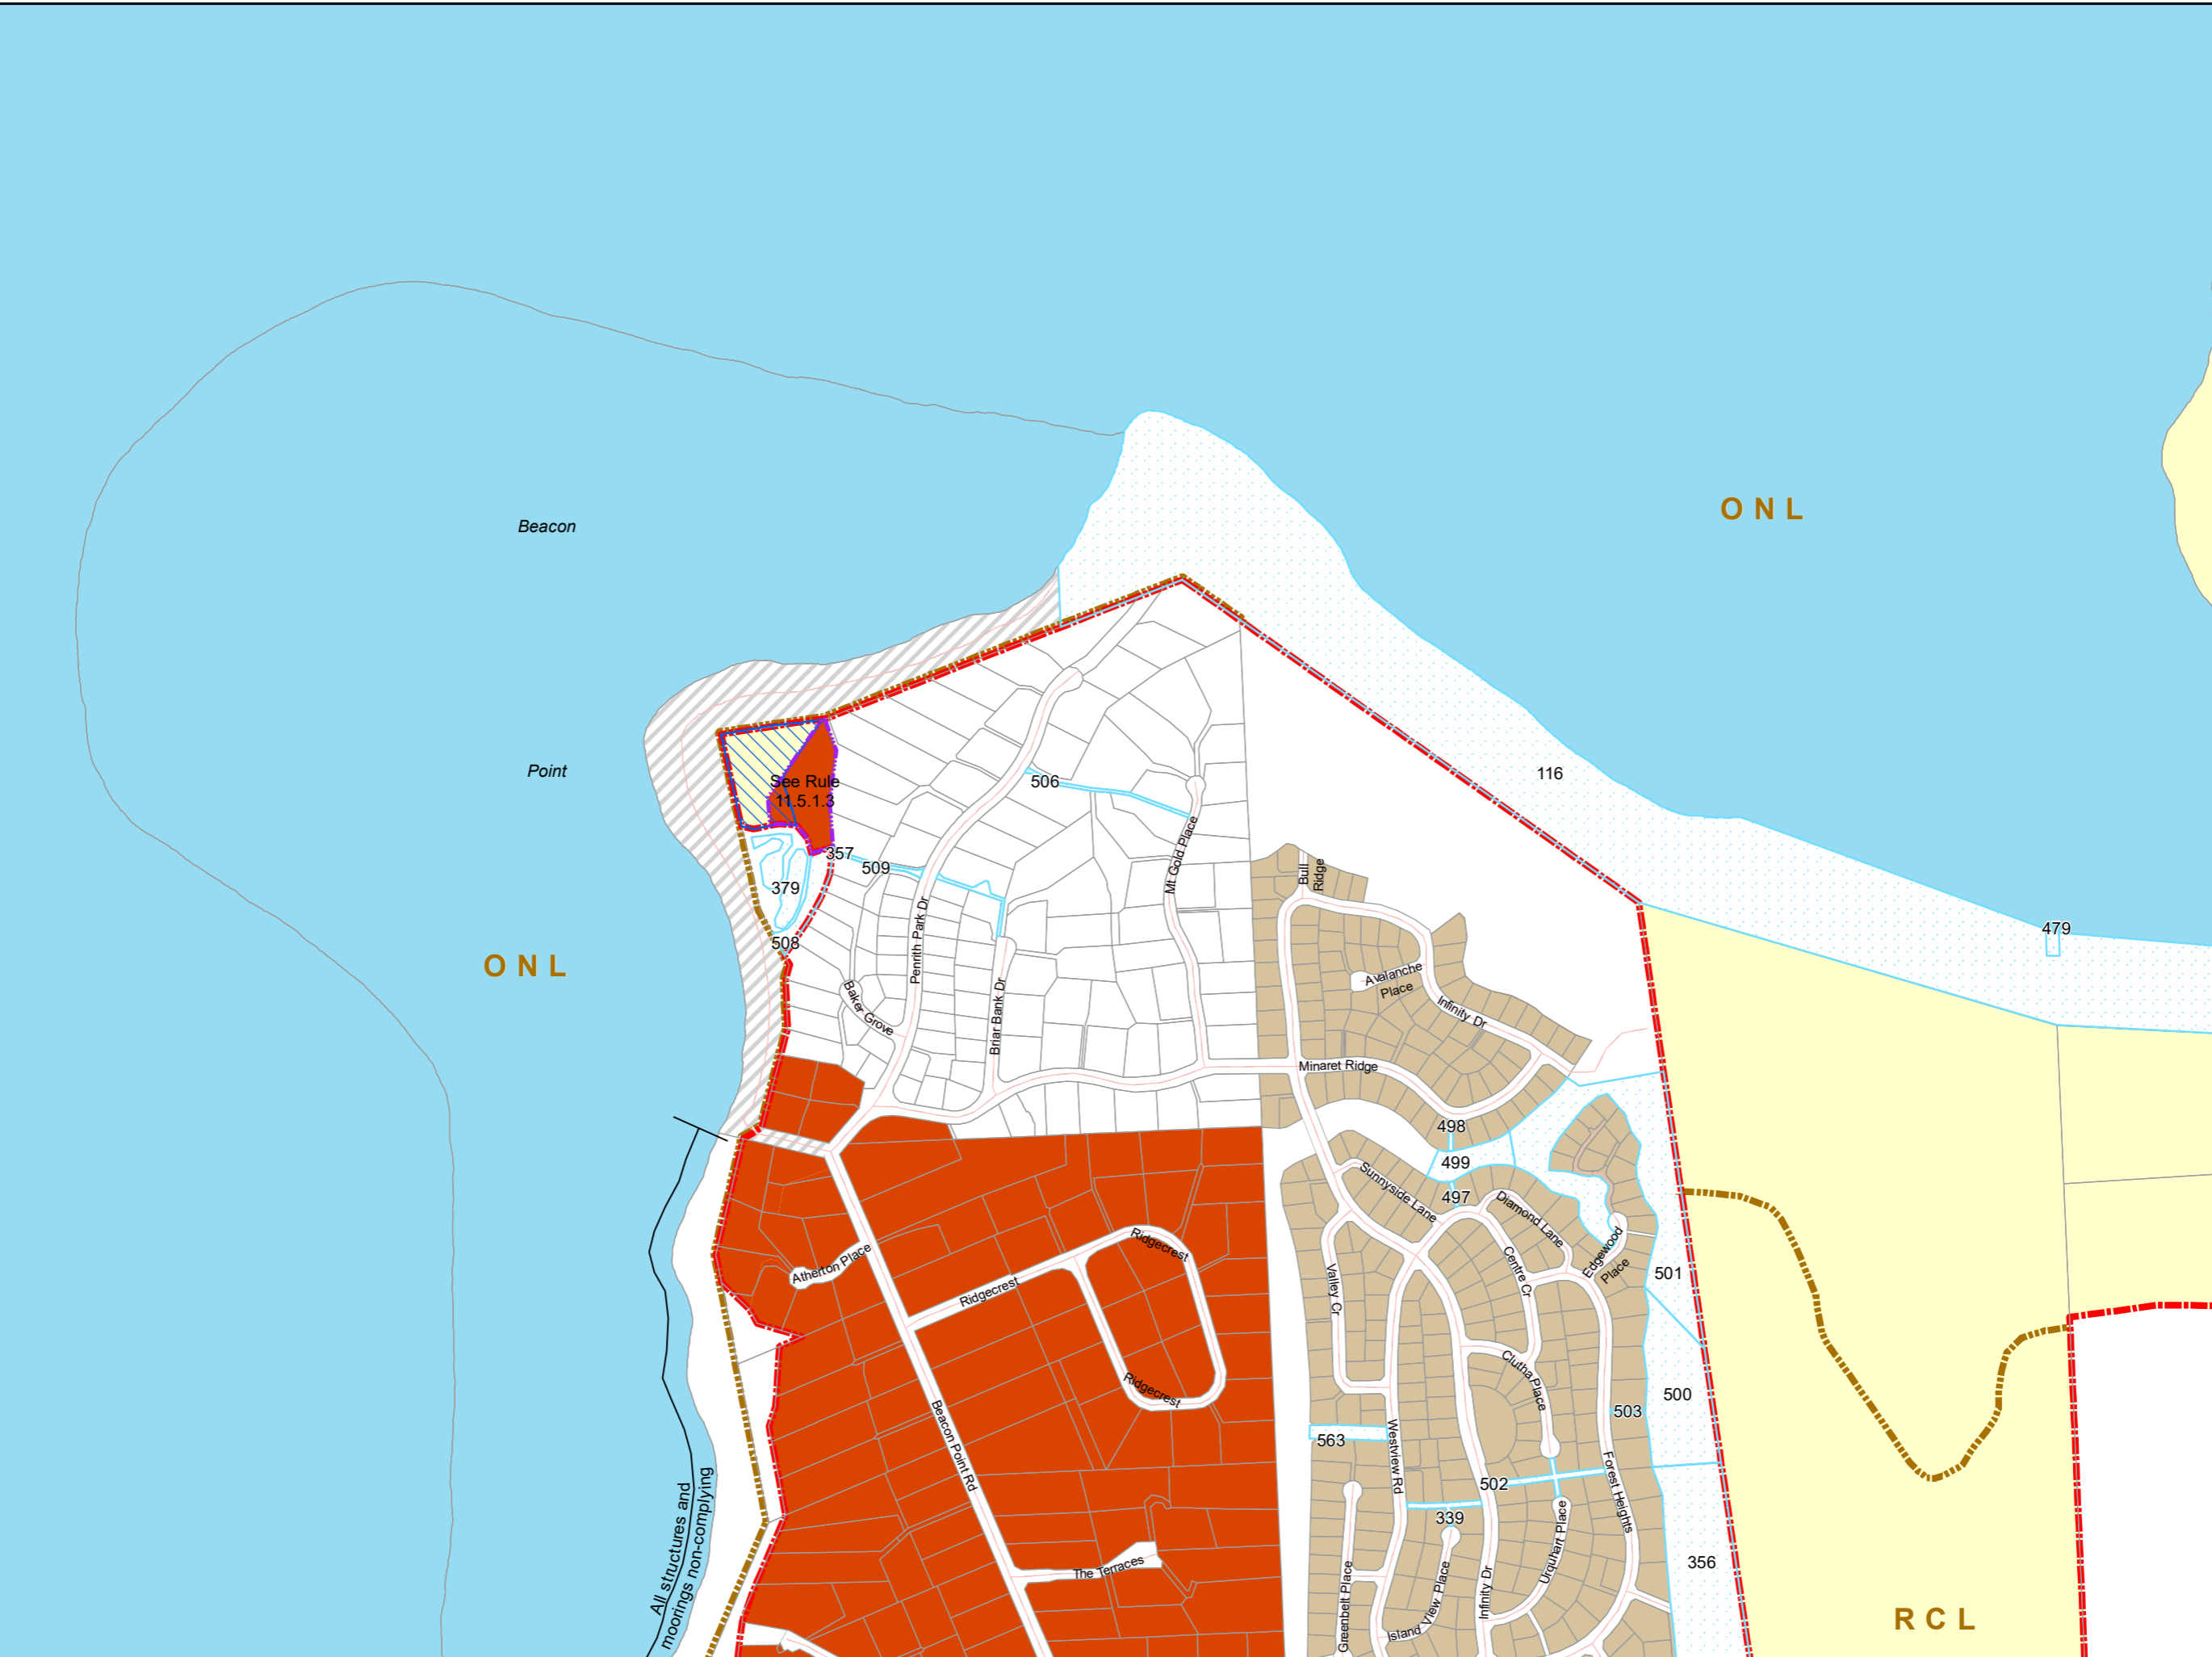 ONL
Beacon
Point
ONL
116
479
See Rule
11.5.1.3
506
357
509
379
508
Mt Gold Place
Penrith Park Dr
Baker Grove
Briar Bank Dr
Bull
Ridge
Avalanche
Place
Infinity Dr
Minaret Ridge
498
499
497
Sunnyside Lane
Diamond Lane
Edgewood
Place
Centre Cr
Valley Cr
501
Atherton Place
Ridgecrest
Ridgecrest
Ridgecrest
Clutha Place
500
503
563
Beacon Point Rd
Westview Rd
502
339
Forest Heights
Urquhart Place
356
The Terraces
Greenbelt Place
Island View Place
Infinity Dr
All structures and
moorings non-complying
RCL